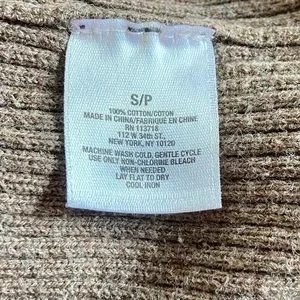 S/P
100% COTTON/COTON
MADE IN CHINA/FABRIQUÉ EN CHINE
RN 113718
112 W 34th ST.,
NEW YORK, NY 10120
MACHINE WASH COLD, GENTLE CYCLE
USE ONLY NON-CHLORINE BLEACH
WHEN NEEDED
LAY FLAT TO DRY
COOL IRON